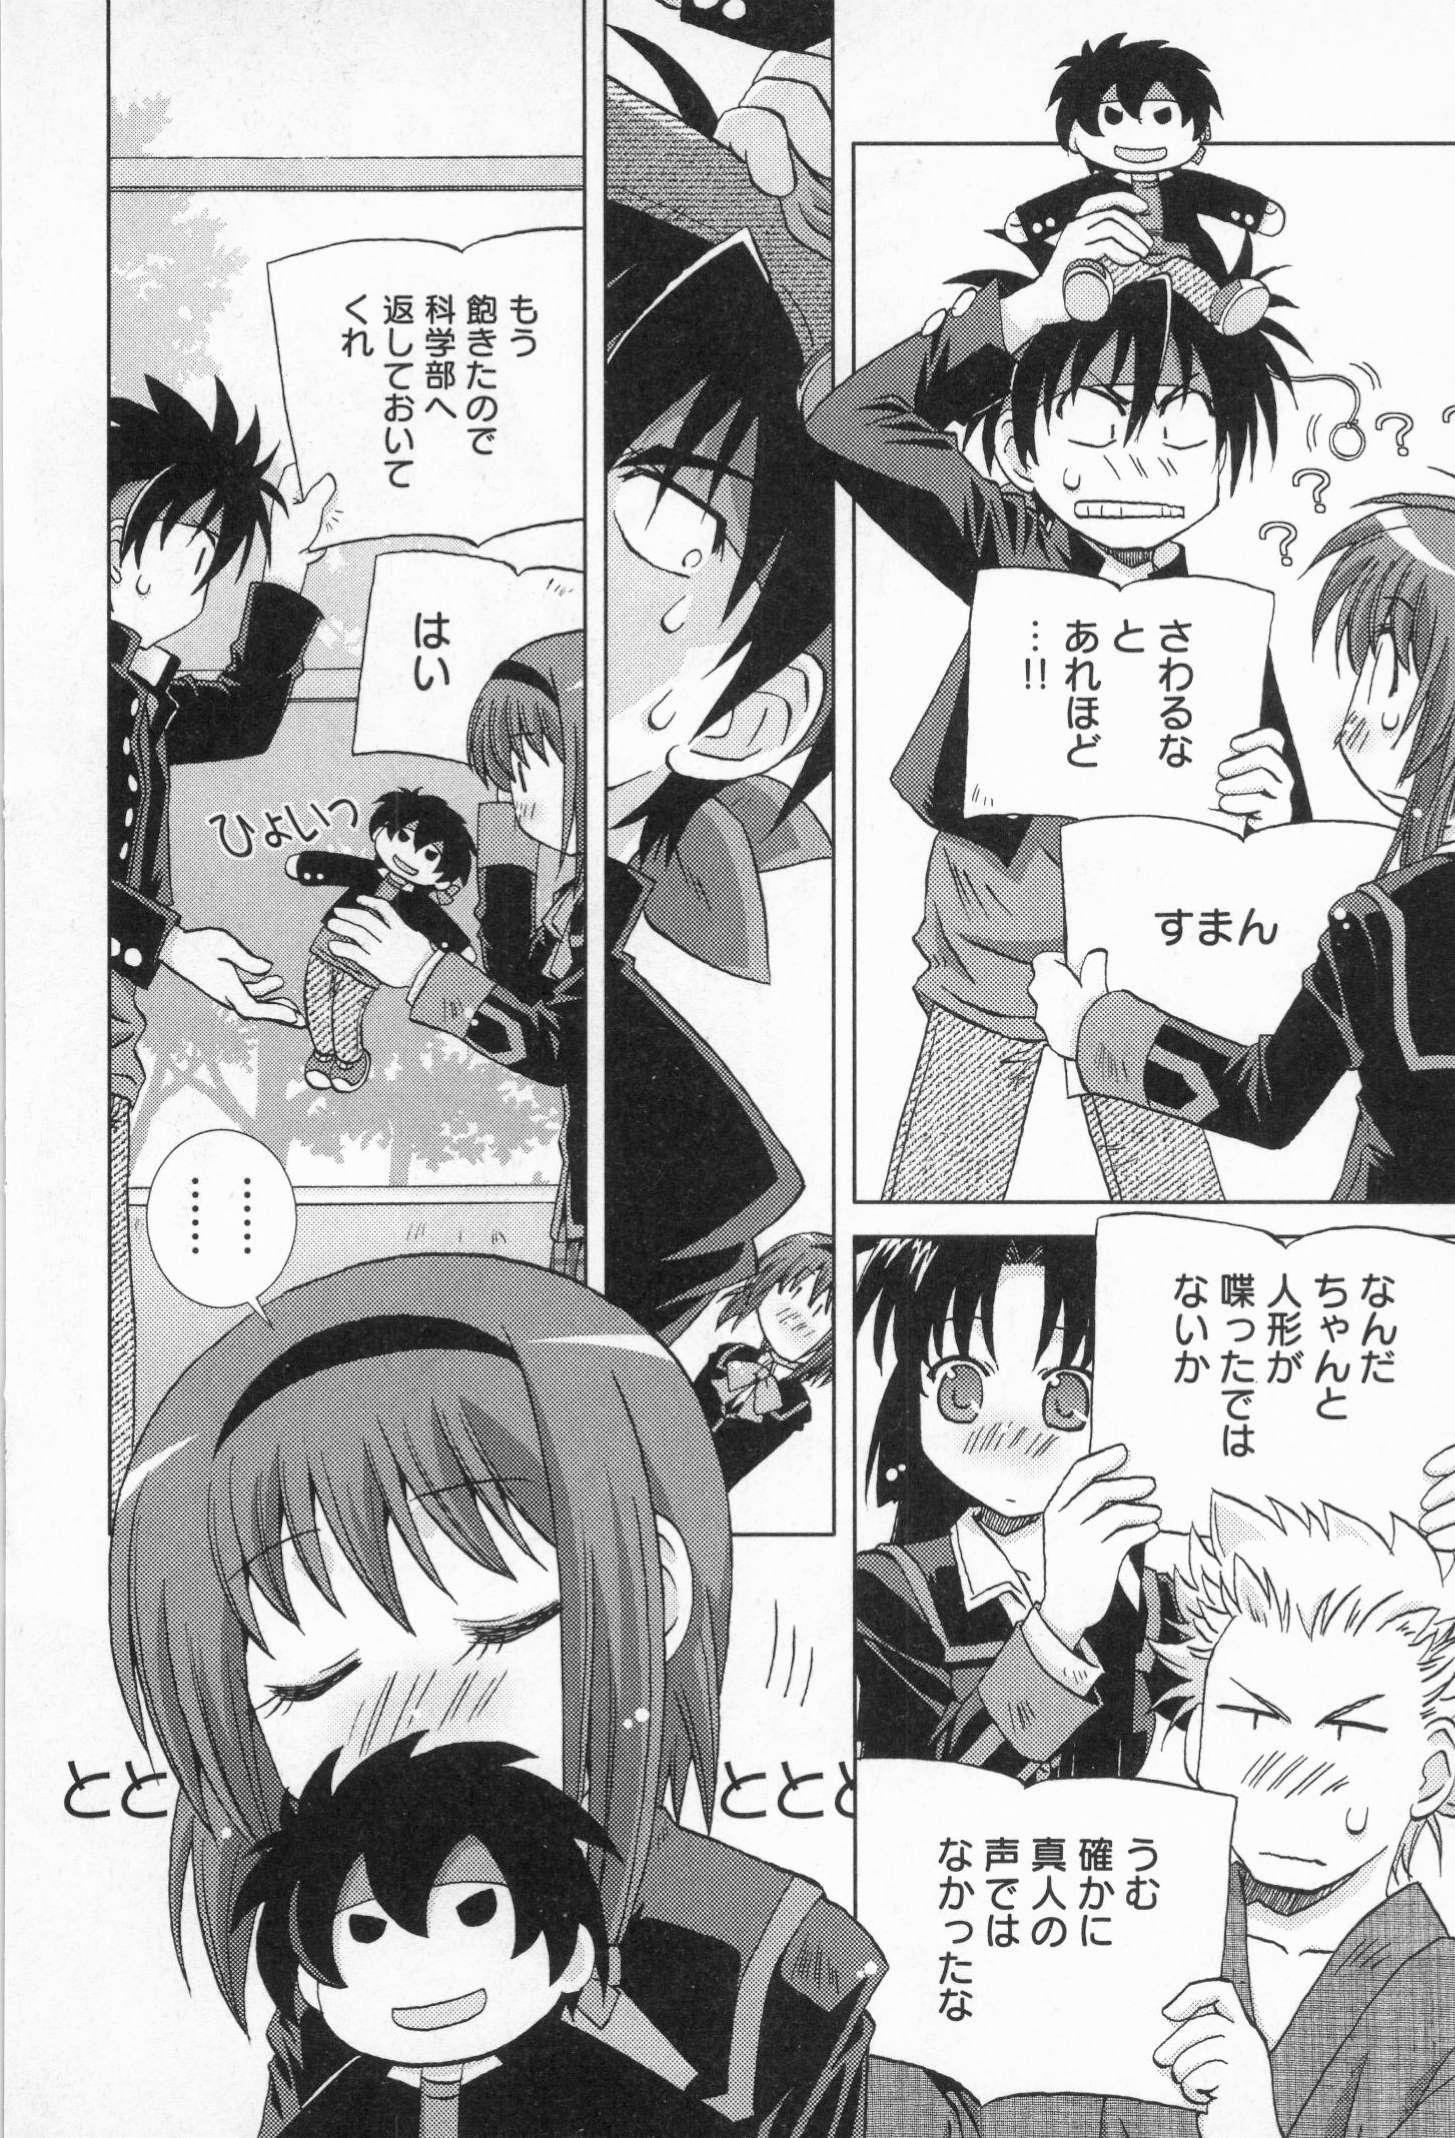 さわるな
と
あれほど
…!!
すまん
？
？
？
なんだ
ちゃんと
人形が
喋ったでは
ないか
うむ
確かに
真人の
声では
なかったな
もう
飽きたので
科学部へ
返しておいて
くれ
はい
ひょいっ
……
……
ととと
とと